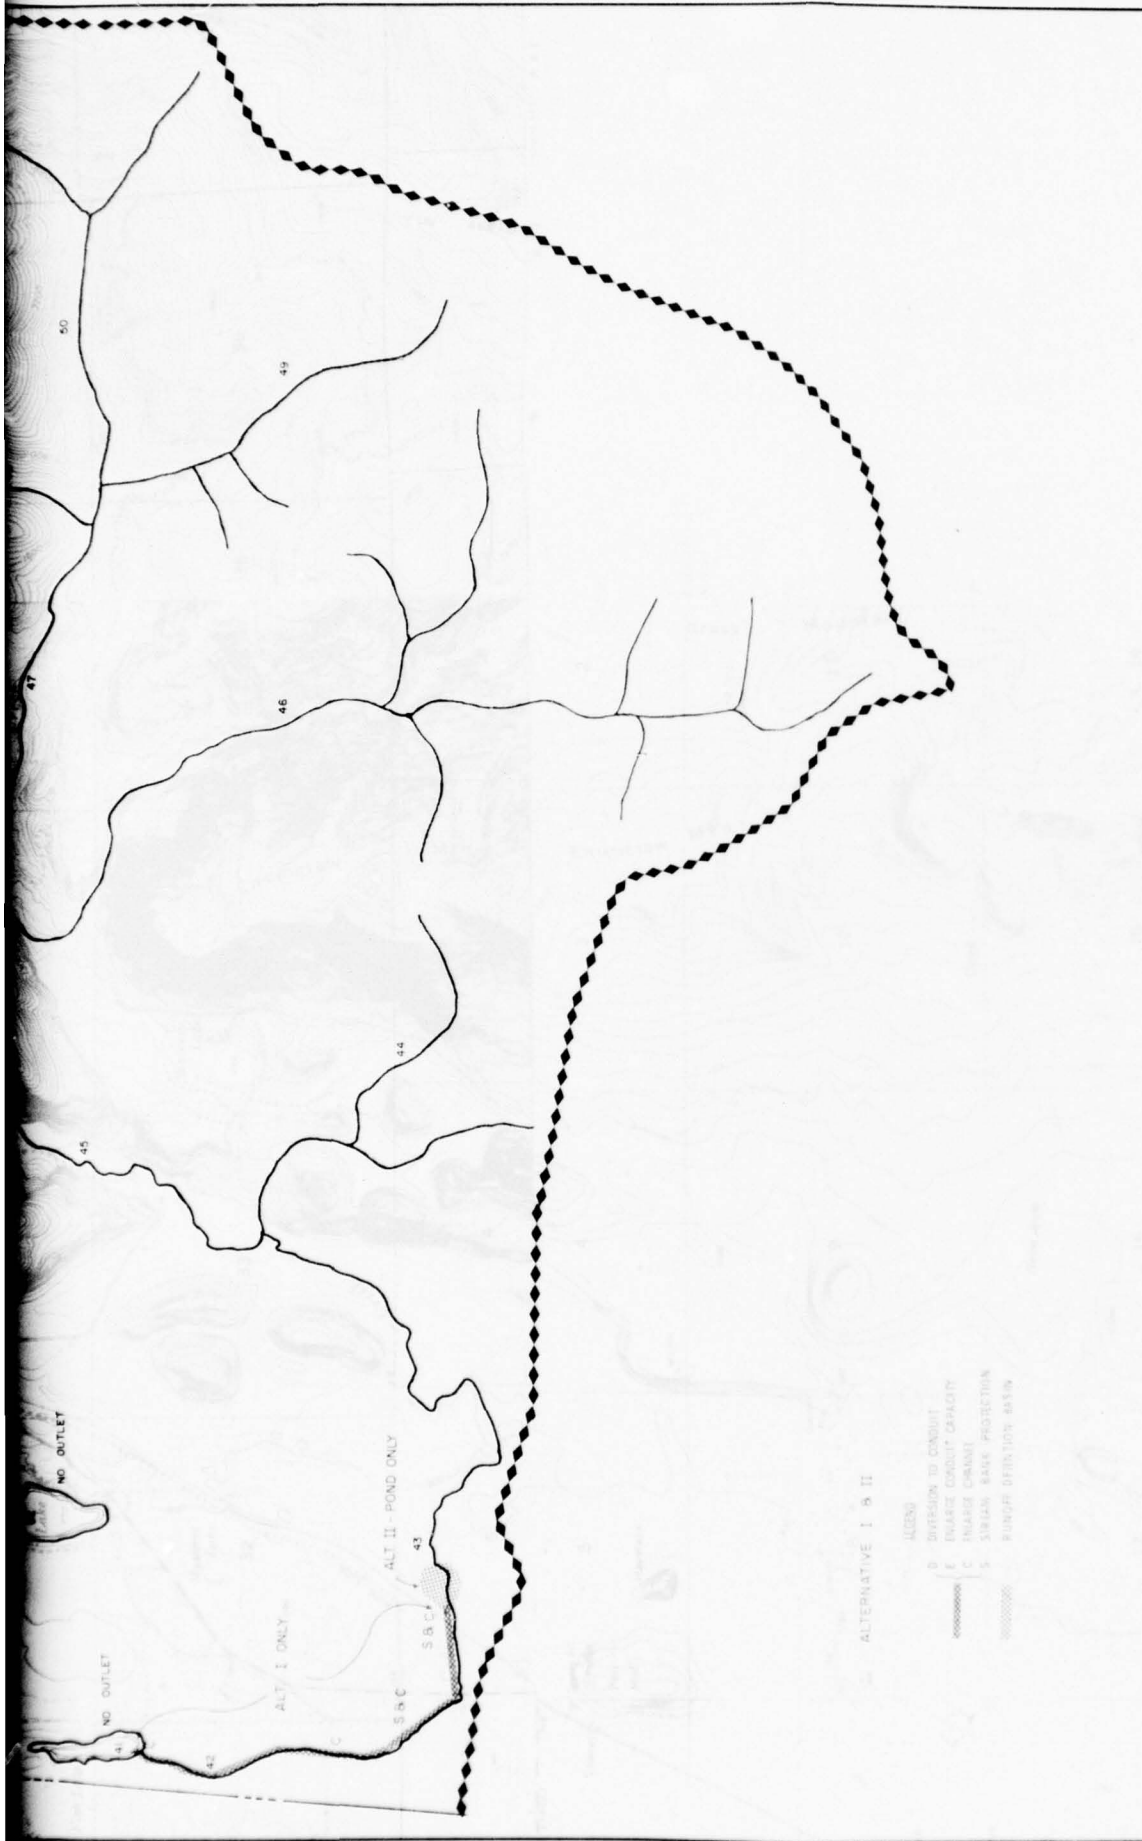 50
49
47
46
44
45
NO OUTLET
NO OUTLET
41
42
ALT. I ONLY
C
S & C
S & C
ALT. II - POND ONLY
43
ALTERNATIVE I & II
LEGEND
D DIVERSION TO CONDUIT
E ENLARGE CONDUIT CAPACITY
C ENLARGE CHANNEL
S STREAM BANK PROTECTION
RUNOFF DETENTION BASIN